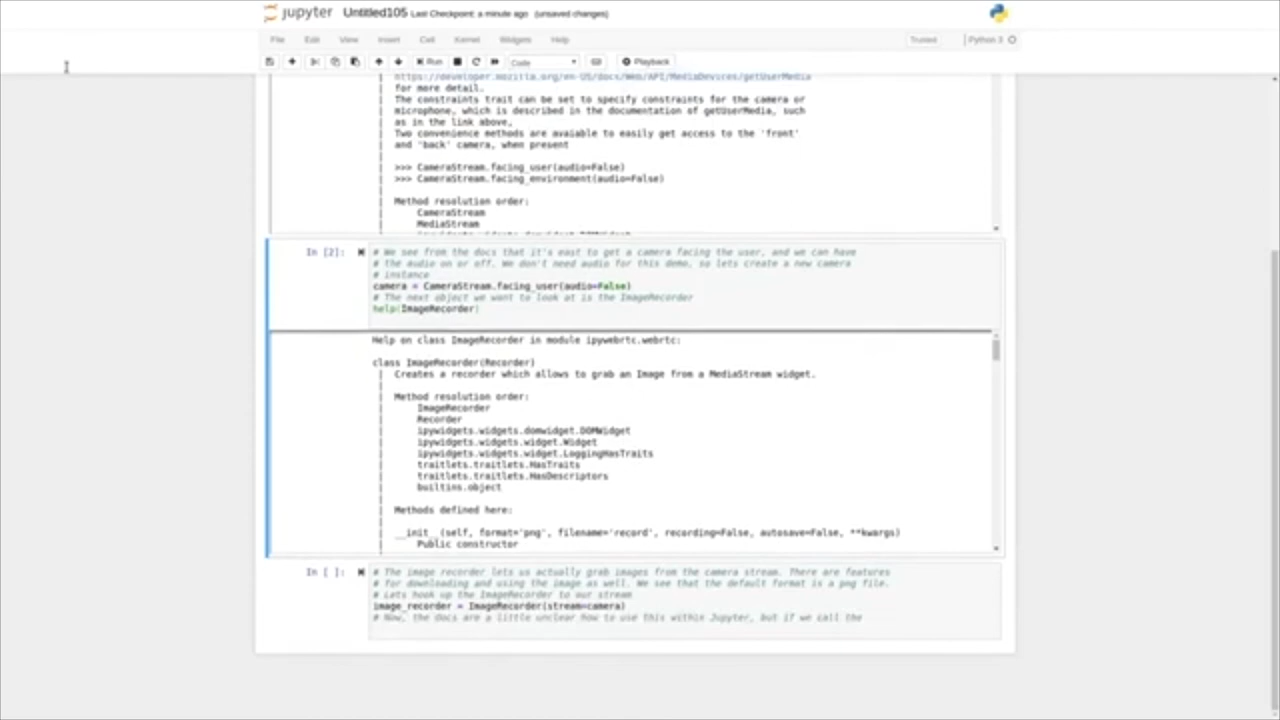 jupyter Untitled105 Last Checkpoint: a minute ago (unsaved changes)
File Edit View Insert Cell Kernel Widgets Help Trusted Python 3
Run Code Playback
https://developer.mozilla.org/en-US/docs/Web/API/MediaDevices/getUserMedia
| for more detail.
| The constraints trait can be set to specify constraints for the camera or
| microphone, which is described in the documentation of getUserMedia, such
| as in the link above,
| Two convenience methods are avaiable to easily get access to the 'front'
| and 'back' camera, when present
|
| >>> CameraStream.facing_user(audio=False)
| >>> CameraStream.facing_environment(audio=False)
|
| Method resolution order:
| CameraStream
| MediaStream
In [2]: # We see from the docs that it's east to get a camera facing the user, and we can have
# the audio on or off. We don't need audio for this demo, so lets create a new camera
# instance
camera = CameraStream.facing_user(audio=False)
# The next object we want to look at is the ImageRecorder
help(ImageRecorder)
Help on class ImageRecorder in module ipywebrtc.webrtc:
class ImageRecorder(Recorder)
| Creates a recorder which allows to grab an Image from a MediaStream widget.
|
| Method resolution order:
| ImageRecorder
| Recorder
| ipywidgets.widgets.domwidget.DOMWidget
| ipywidgets.widgets.widget.Widget
| ipywidgets.widgets.widget.LoggingHasTraits
| traitlets.traitlets.HasTraits
| traitlets.traitlets.HasDescriptors
| builtins.object
|
| Methods defined here:
|
| __init__(self, format='png', filename='record', recording=False, autosave=False, **kwargs)
| Public constructor
In [ ]: # The image recorder lets us actually grab images from the camera stream. There are features
# for downloading and using the image as well. We see that the default format is a png file.
# Lets hook up the ImageRecorder to our stream
image_recorder = ImageRecorder(stream=camera)
# Now, the docs are a little unclear how to use this within Jupyter, but if we call the